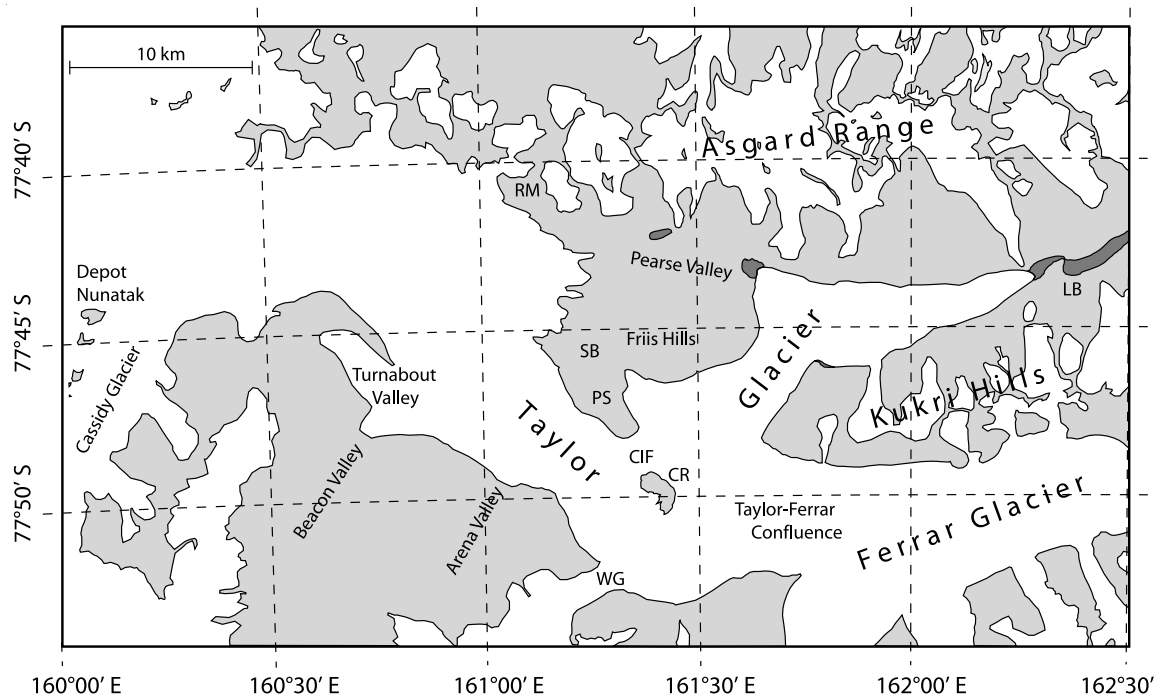 10 km
Asgard Range
77°40′ S
RM
Pearse Valley
Depot
Nunatak
LB
77°45′ S
Friis Hills
SB
Glacier
Turnabout
Valley
Cassidy Glacier
PS
Kukri Hills
Taylor
CIF
CR
Beacon Valley
77°50′ S
Arena Valley
Taylor-Ferrar
Confluence
Ferrar Glacier
WG
160°00′ E
160°30′ E
161°00′ E
161°30′ E
162°00′ E
162°30′ E